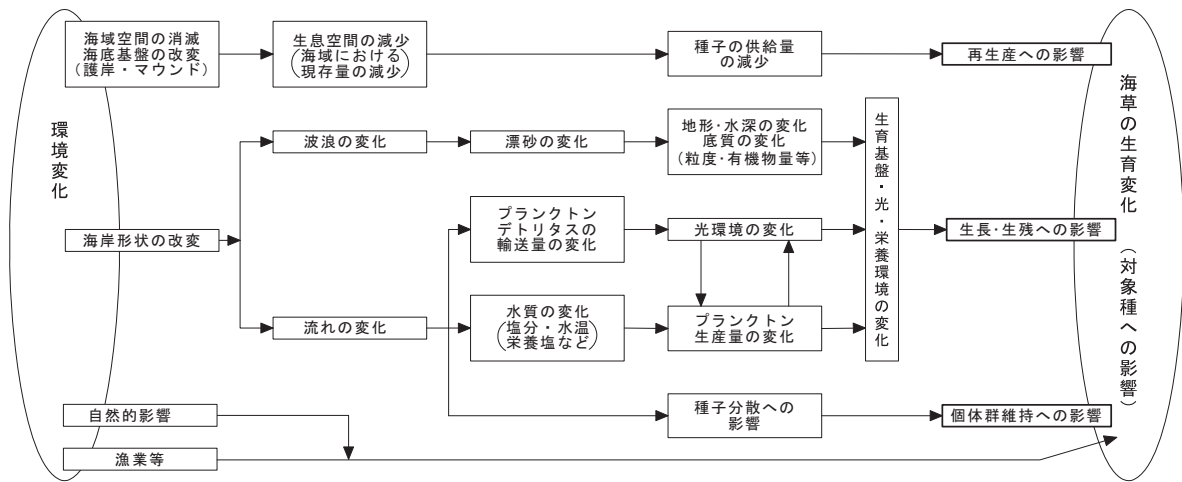 環境変化
海域空間の消滅
海底基盤の改変
（護岸・マウンド）
生息空間の減少
（海域における
現存量の減少）
種子の供給量
の減少
再生産への影響
海岸形状の改変
波浪の変化
漂砂の変化
地形・水深の変化
底質の変化
（粒度・有機物量等）
プランクトン
デトリタスの
輸送量の変化
光環境の変化
流れの変化
水質の変化
（塩分・水温
栄養塩など）
プランクトン
生産量の変化
生育基盤・光・栄養環境の変化
生長・生残への影響
種子分散への
影響
個体群維持への影響
自然的影響
漁業等
海草の生育変化（対象種への影響）